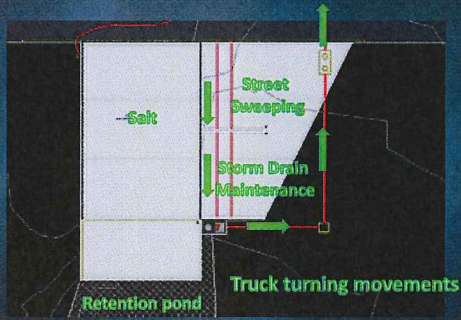 Street
Sweeping
Salt
Storm Drain
Maintenance
Truck turning movements
Retention pond